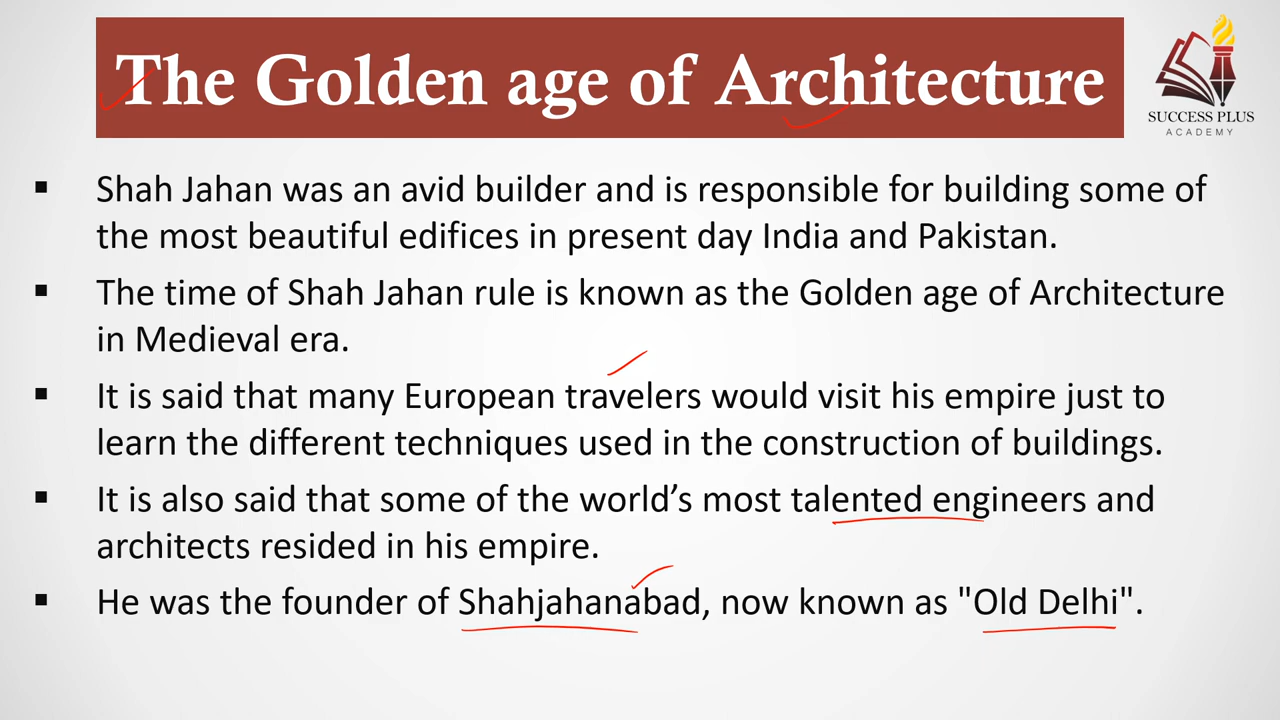 The Golden age of Architecture
SUCCESS PLUS
ACADEMY
▪ Shah Jahan was an avid builder and is responsible for building some of
the most beautiful edifices in present day India and Pakistan.
▪ The time of Shah Jahan rule is known as the Golden age of Architecture
in Medieval era.
▪ It is said that many European travelers would visit his empire just to
learn the different techniques used in the construction of buildings.
▪ It is also said that some of the world’s most talented engineers and
architects resided in his empire.
▪ He was the founder of Shahjahanabad, now known as "Old Delhi".